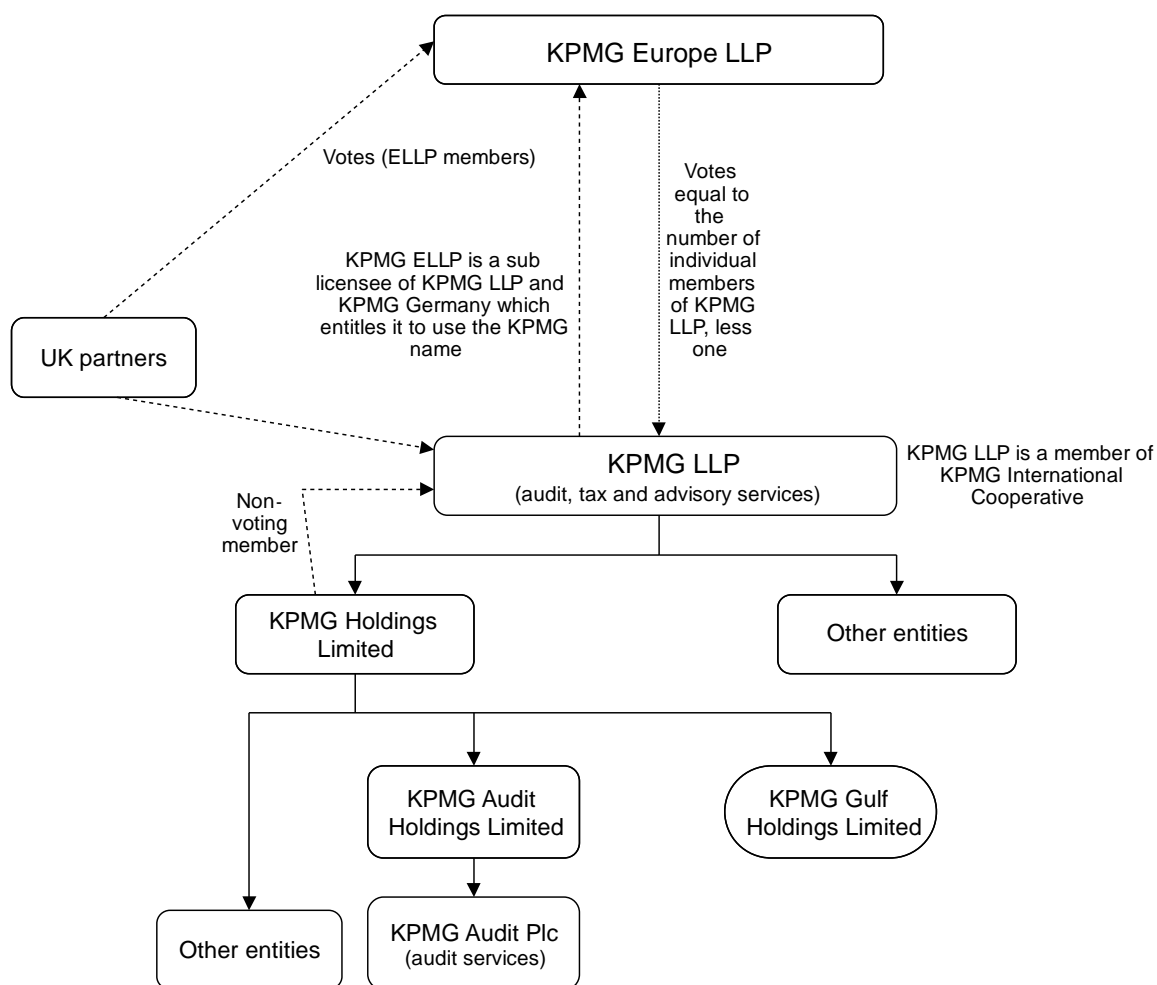 KPMG Europe LLP
Votes (ELLP members)
Votes
equal to
the
number of
individual
members
of KPMG
LLP, less
one
KPMG ELLP is a sub
licensee of KPMG LLP and
KPMG Germany which
entitles it to use the KPMG
name
UK partners
KPMG LLP
(audit, tax and advisory services)
KPMG LLP is a member of
KPMG International
Cooperative
Non-
voting
member
KPMG Holdings
Limited
Other entities
KPMG Audit
Holdings Limited
KPMG Gulf
Holdings Limited
Other entities
KPMG Audit Plc
(audit services)